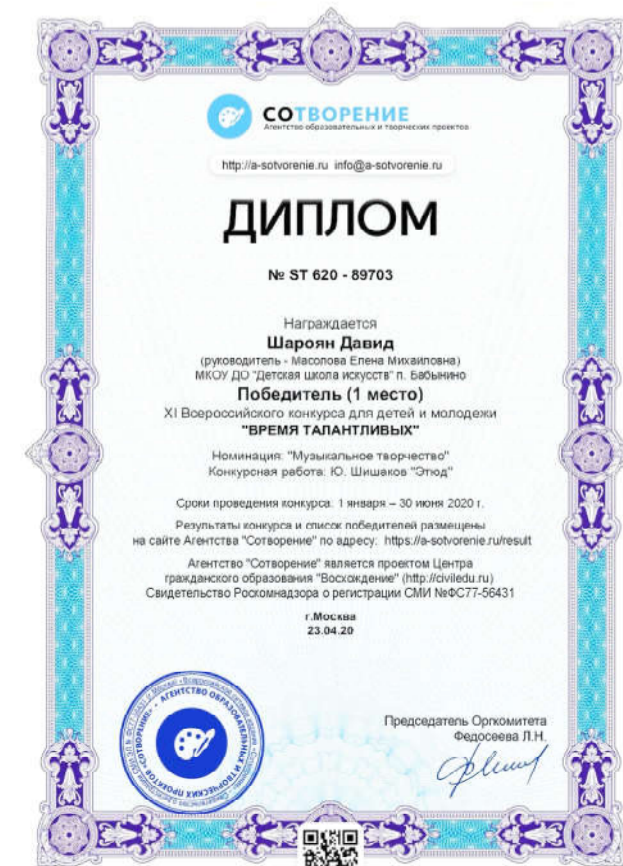 СОТВОРЕНИЕ
Агентство образовательных и творческих проектов
http://a-sotvorenie.ru info@a-sotvorenie.ru
ДИПЛОМ
№ ST 620 - 89703
Награждается
Шароян Давид
(руководитель - Масолова Елена Михайловна)
МКОУ ДО "Детская школа искусств" п. Бабынино
Победитель (1 место)
XI Всероссийского конкурса для детей и молодежи
"ВРЕМЯ ТАЛАНТЛИВЫХ"
Номинация: "Музыкальное творчество"
Конкурсная работа: Ю. Шишаков "Этюд"
Сроки проведения конкурса: 1 января – 30 июня 2020 г.
Результаты конкурса и список победителей размещены
на сайте Агентства "Сотворение" по адресу: https://a-sotvorenie.ru/result
Агентство "Сотворение" является проектом Центра
гражданского образования "Восхождение" (http://civiledu.ru)
Свидетельство Роскомнадзора о регистрации СМИ №ФС77-56431
г.Москва
23.04.20
Председатель Оргкомитета
Федосеева Л.Н.
АГЕНТСТВО ОБРАЗОВАТЕЛЬНЫХ И ТВОРЧЕСКИХ ПРОЕКТОВ «СОТВОРЕНИЕ»